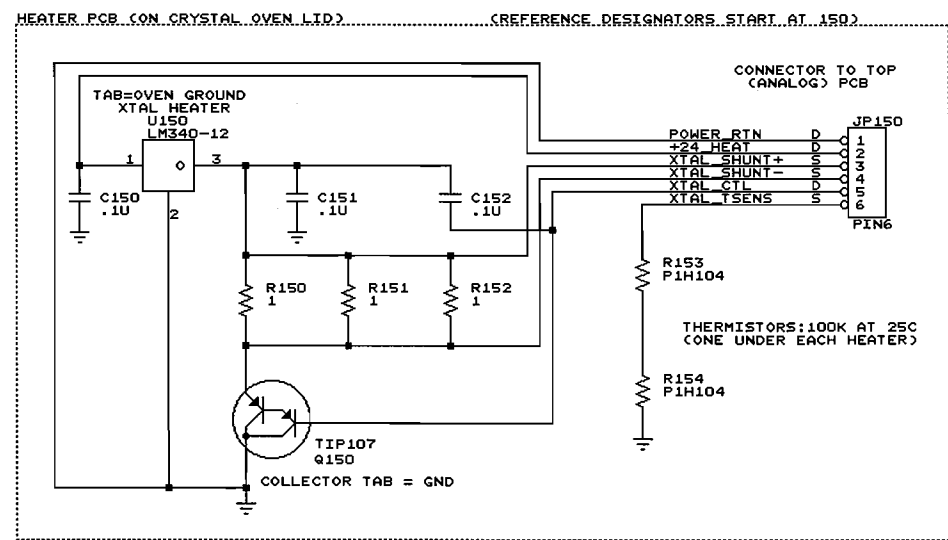 HEATER PCB (ON CRYSTAL OVEN LID)
(REFERENCE DESIGNATORS START AT 150)
CONNECTOR TO TOP
(ANALOG) PCB
TAB=OVEN GROUND
XTAL HEATER
U150
LM340-12
1
3
2
C150
.1U
C151
.1U
C152
.1U
JP150
POWER_RTN D 1
+24_HEAT D 2
XTAL_SHUNT+ S 3
XTAL_SHUNT- S 4
XTAL_CTL D 5
XTAL_TSENS S 6
PIN6
R150
1
R151
1
R152
1
R153
P1H104
THERMISTORS:100K AT 25C
(ONE UNDER EACH HEATER)
R154
P1H104
TIP107
Q150
COLLECTOR TAB = GND